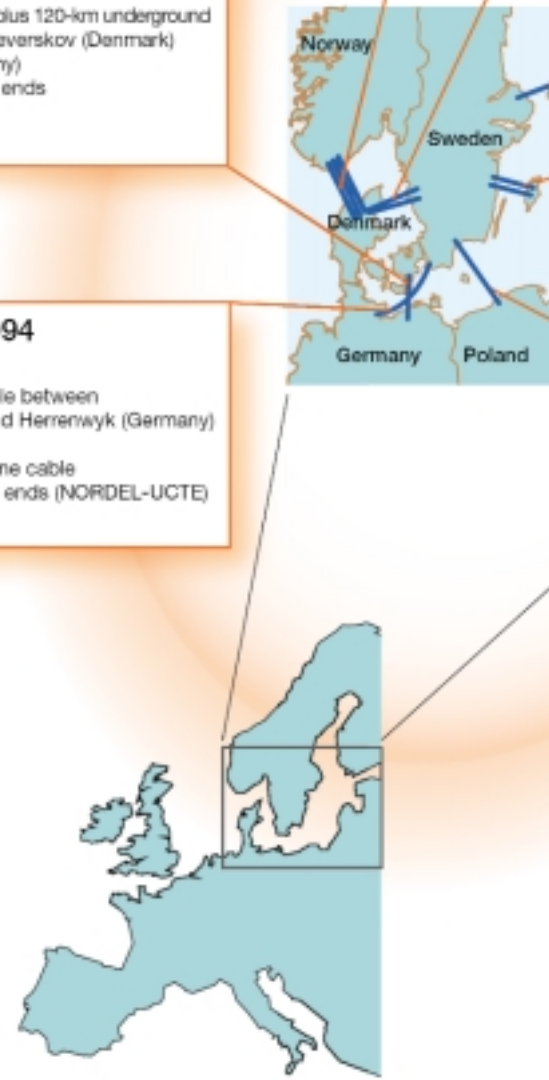 plus 120-km underground
everskov (Denmark)
ny)
ends
94
le between
d Herrenwyk (Germany)
ne cable
ends (NORDEL-UCTE)
Norway
Sweden
Denmark
Germany
Poland